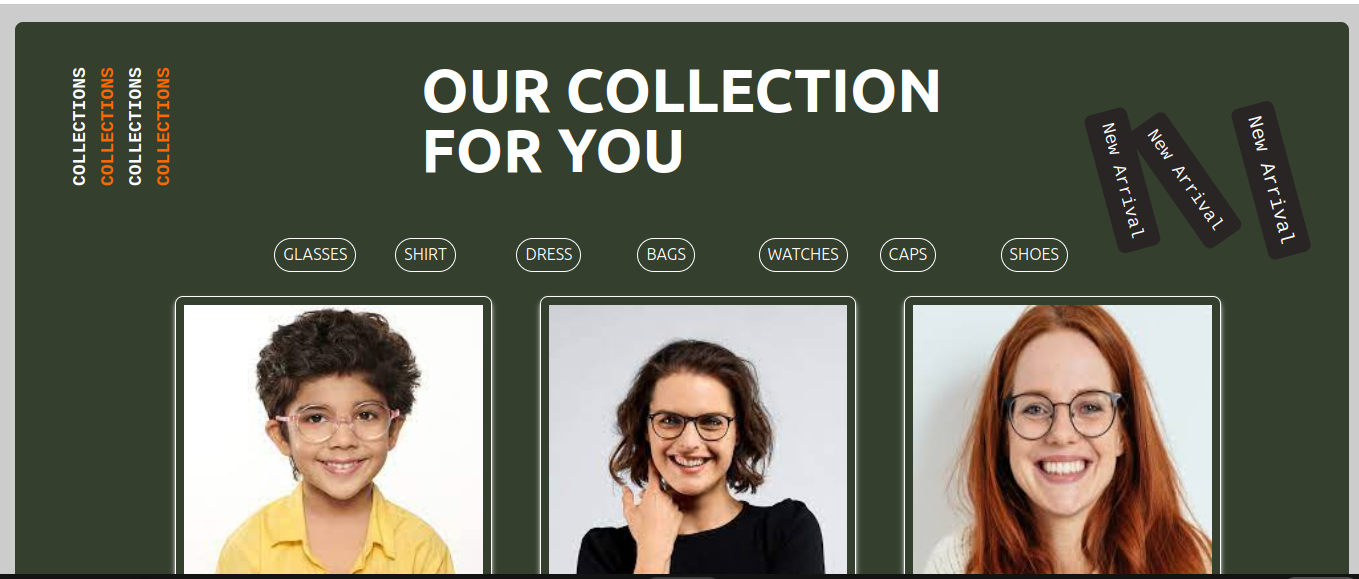 COLLECTIONS
COLLECTIONS
COLLECTIONS
COLLECTIONS
OUR COLLECTION
FOR YOU
New Arrival
New Arrival
New Arrival
GLASSES
SHIRT
DRESS
BAGS
WATCHES
CAPS
SHOES